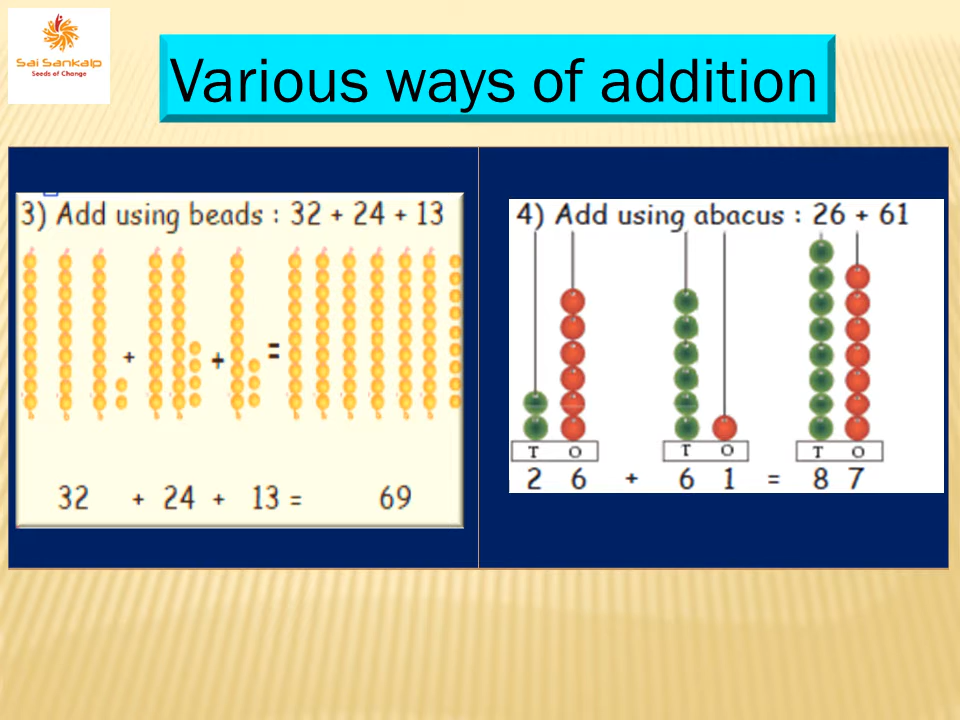 Sai Sankalp
Seeds of Change
Various ways of addition
3) Add using beads : 32 + 24 + 13
+ + =
32 + 24 + 13 = 69
4) Add using abacus : 26 + 61
T O T O T O
2 6 + 6 1 = 8 7